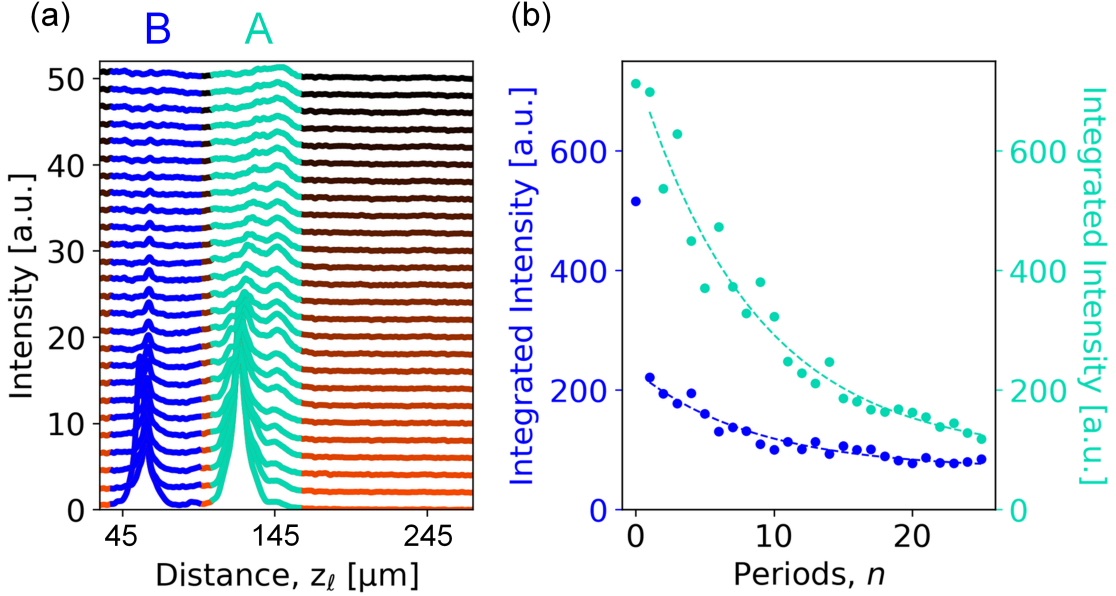 (a)
B A
50
40
30
20
10
0
Intensity [a.u.]
45 145 245
Distance, zℓ [μm]
(b)
600
400
200
0
Integrated Intensity [a.u.]
600
400
200
0
Integrated Intensity [a.u.]
0 10 20
Periods, n